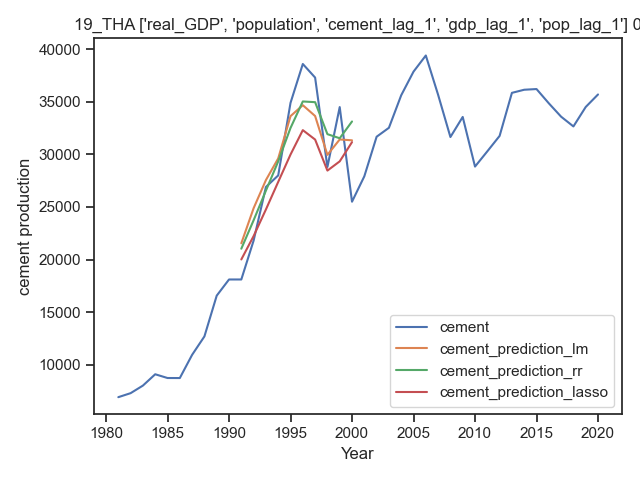 19_THA ['real_GDP', 'population', 'cement_lag_1', 'gdp_lag_1', 'pop_lag_1'] 0
40000
35000
30000
25000
20000
15000
10000
cement production
cement
cement_prediction_lm
cement_prediction_rr
cement_prediction_lasso
1980 1985 1990 1995 2000 2005 2010 2015 2020
Year